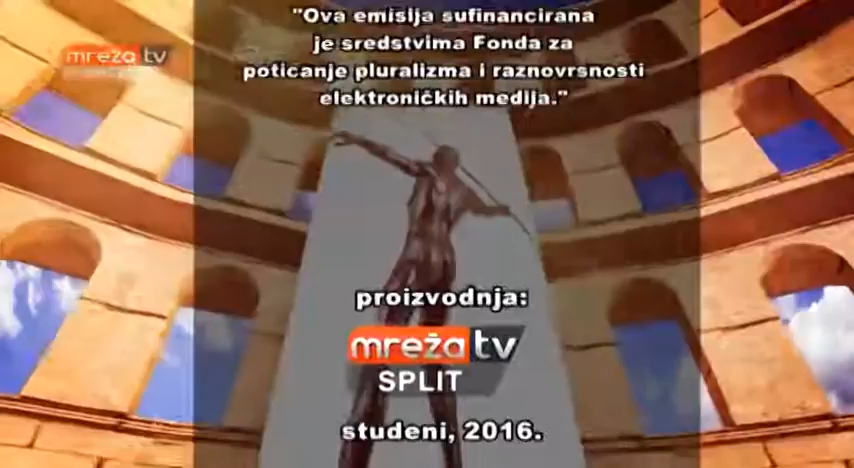 mreža tv
"Ova emisija sufinancirana
je sredstvima Fonda za
poticanje pluralizma i raznovrsnosti
elektroničkih medija."
proizvodnja:
mreža tv
SPLIT
studeni, 2016.